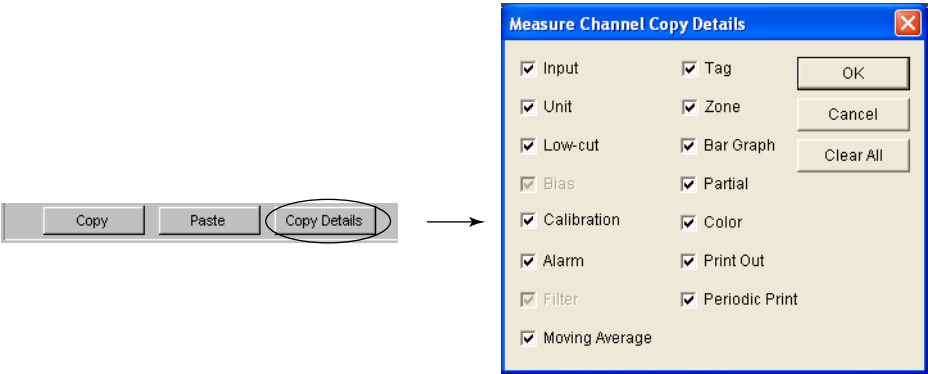 Copy
Paste
Copy Details
Measure Channel Copy Details
Input
Unit
Low-cut
Bias
Calibration
Alarm
Filter
Moving Average
Tag
Zone
Bar Graph
Partial
Color
Print Out
Periodic Print
OK
Cancel
Clear All